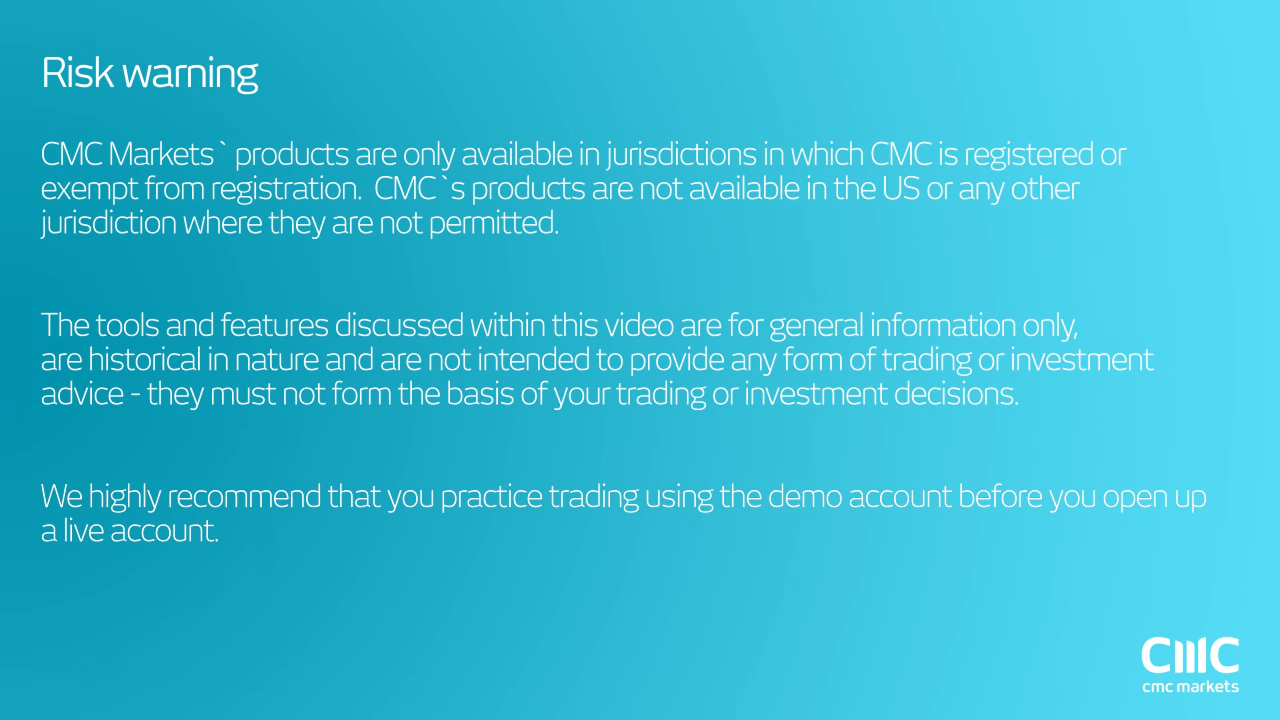 Risk warning
CMC Markets` products are only available in jurisdictions in which CMC is registered or
exempt from registration.  CMC`s products are not available in the US or any other
jurisdiction where they are not permitted.
The tools and features discussed within this video are for general information only,
are historical in nature and are not intended to provide any form of trading or investment
advice - they must not form the basis of your trading or investment decisions.
We highly recommend that you practice trading using the demo account before you open up
a live account.
CMC
cmc markets